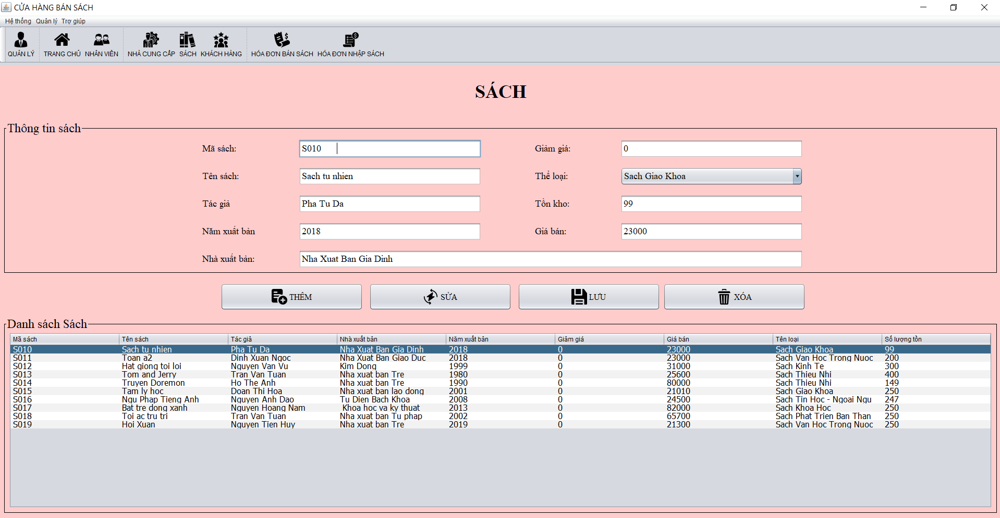 CỬA HÀNG BÁN SÁCH
Hệ thống Quản lý Trợ giúp
QUẢN LÝ TRANG CHỦ NHÂN VIÊN NHÀ CUNG CẤP SÁCH KHÁCH HÀNG HÓA ĐƠN BÁN SÁCH HÓA ĐƠN NHẬP SÁCH
SÁCH
Thông tin sách
Mã sách: S010 Giảm giá: 0
Tên sách: Sach tu nhien Thể loại: Sach Giao Khoa
Tác giả Pha Tu Da Tồn kho: 99
Năm xuất bản 2018 Giá bán: 23000
Nhà xuất bản: Nha Xuat Ban Gia Dinh
THÊM SỬA LƯU XÓA
Danh sách Sách
Mã sách Tên sách Tác giả Nhà xuất bản Năm xuất bản Giảm giá Giá bán Tên loại Số lượng tồn
S010 Sach tu nhien Pha Tu Da Nha Xuat Ban Gia Dinh 2018 0 23000 Sach Giao Khoa 99
S011 Toan a2 Dinh Xuan Ngoc Nha Xuat Ban Giao Duc 2018 0 23000 Sach Van Hoc Trong Nuoc 200
S012 Hat giong toi loi Nguyen Van Vu Kim Dong 1999 0 31000 Sach Kinh Te 300
S013 Tom and Jerry Tran Van Tuan Nha xuat ban Tre 1980 0 25600 Sach Thieu Nhi 400
S014 Truyen Doremon Ho The Anh Nha xuat ban Tre 1990 0 80000 Sach Thieu Nhi 149
S015 Tam ly hoc Doan Thi Hoa Nha xuat ban lao dong 2001 0 21010 Sach Giao Khoa 250
S016 Ngu Phap Tieng Anh Nguyen Anh Dao Tu Dien Bach Khoa 2008 0 24500 Sach Tin Hoc - Ngoai Ngu 247
S017 Bat tre dong xanh Nguyen Hoang Nam Khoa hoc va ky thuat 2013 0 82000 Sach Khoa Hoc 250
S018 Toi ac tru tri Tran Van Tuan Nha xuat ban Tu phap 2002 0 65700 Sach Phat Trien Ban Than 250
S019 Hoi Xuan Nguyen Tien Huy Nha xuat ban Tre 2019 0 21300 Sach Van Hoc Trong Nuoc 250